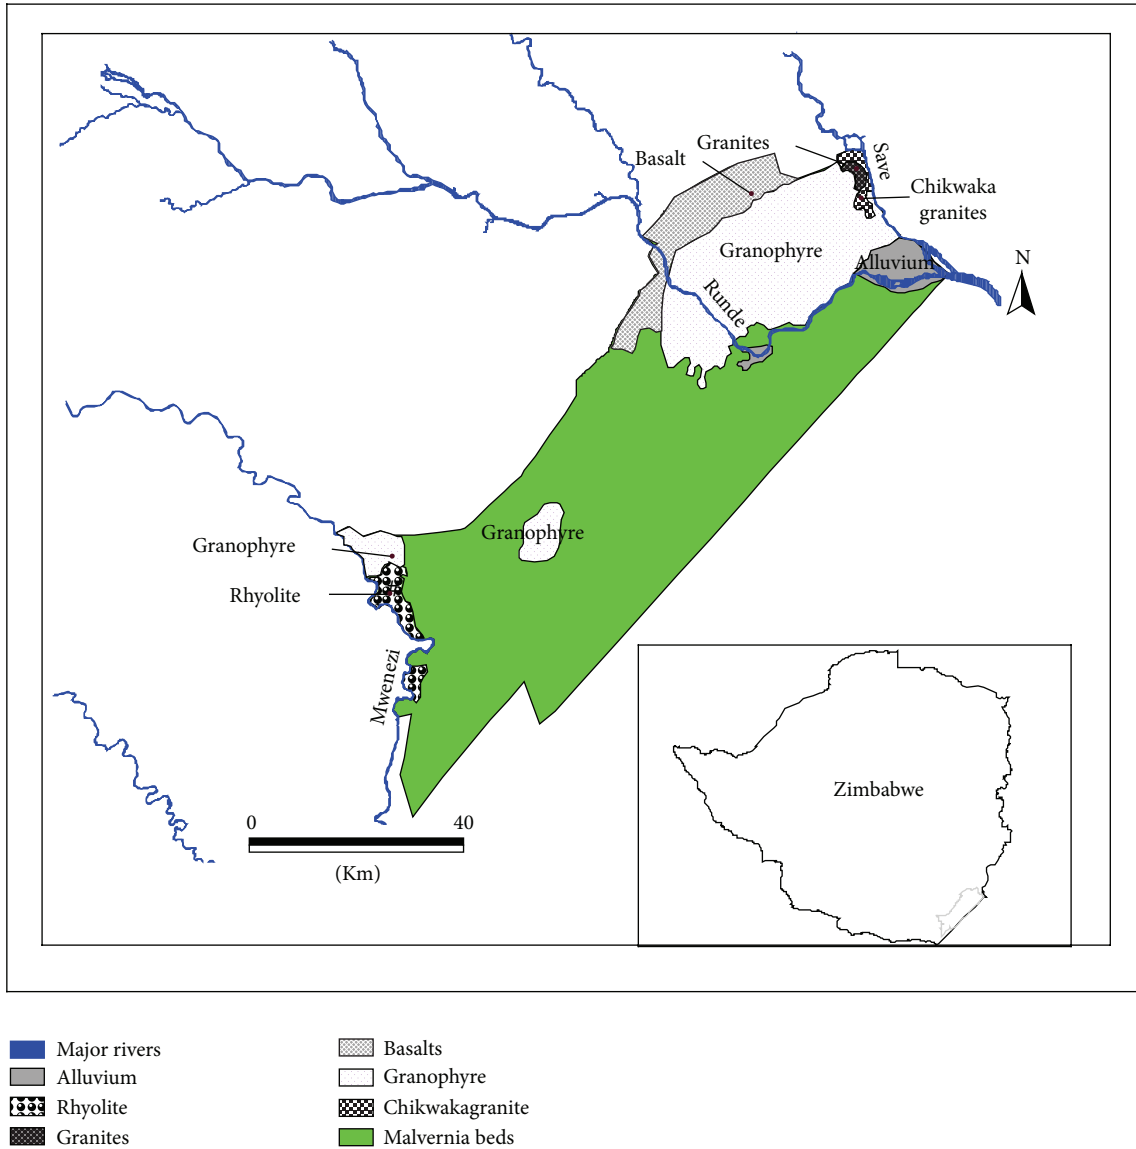 Granites
Save
Basalt
Chikwaka
granites
Granophyre
Alluvium
N
Runde
Granophyre
Granophyre
Rhyolite
Mwenezi
Zimbabwe
0 40
(Km)
Major rivers
Alluvium
Rhyolite
Granites
Basalts
Granophyre
Chikwakagranite
Malvernia beds